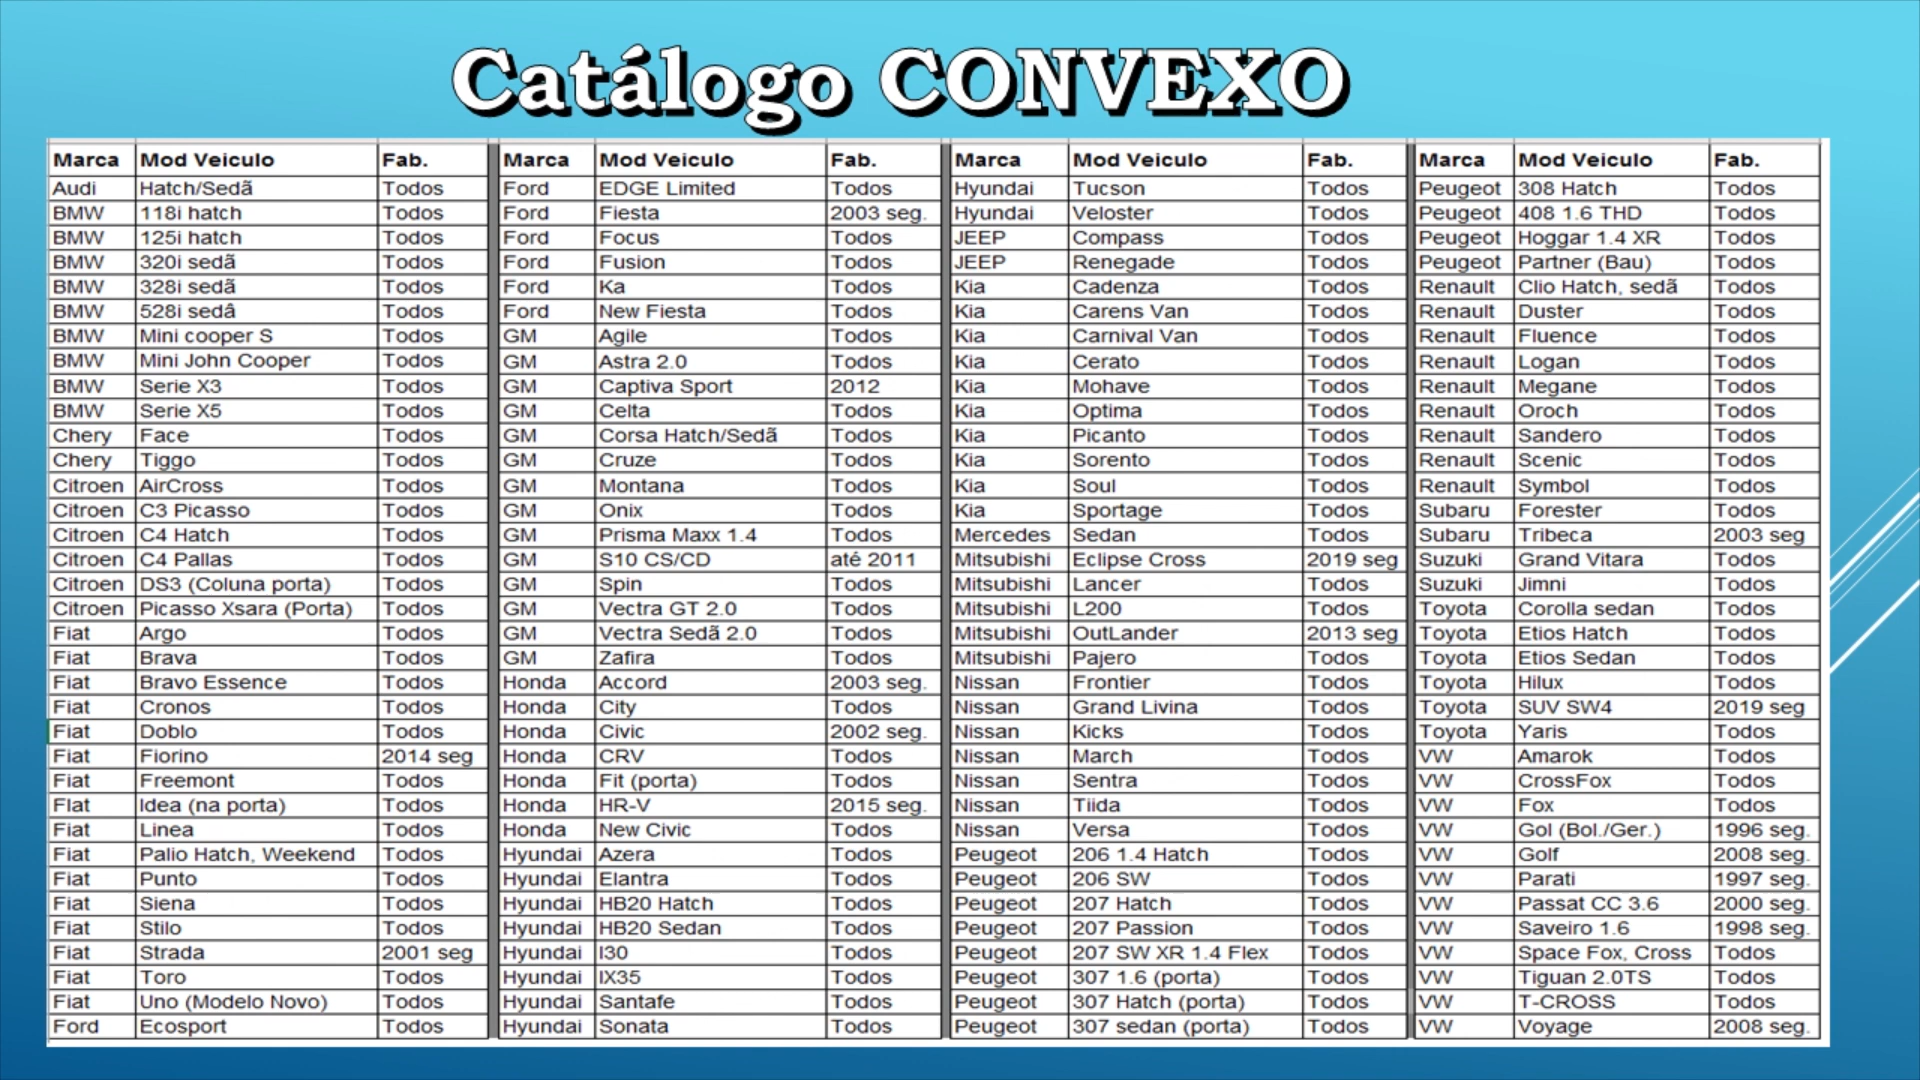 Catálogo CONVEXO
Marca Mod Veiculo Fab. Marca Mod Veiculo Fab. Marca Mod Veiculo Fab. Marca Mod Veiculo Fab.
Audi Hatch/Sedã Todos Ford EDGE Limited Todos Hyundai Tucson Todos Peugeot 308 Hatch Todos
BMW 118i hatch Todos Ford Fiesta 2003 seg. Hyundai Veloster Todos Peugeot 408 1.6 THD Todos
BMW 125i hatch Todos Ford Focus Todos JEEP Compass Todos Peugeot Hoggar 1.4 XR Todos
BMW 320i sedã Todos Ford Fusion Todos JEEP Renegade Todos Peugeot Partner (Bau) Todos
BMW 328i sedã Todos Ford Ka Todos Kia Cadenza Todos Renault Clio Hatch, sedã Todos
BMW 528i sedâ Todos Ford New Fiesta Todos Kia Carens Van Todos Renault Duster Todos
BMW Mini cooper S Todos GM Agile Todos Kia Carnival Van Todos Renault Fluence Todos
BMW Mini John Cooper Todos GM Astra 2.0 Todos Kia Cerato Todos Renault Logan Todos
BMW Serie X3 Todos GM Captiva Sport 2012 Kia Mohave Todos Renault Megane Todos
BMW Serie X5 Todos GM Celta Todos Kia Optima Todos Renault Oroch Todos
Chery Face Todos GM Corsa Hatch/Sedã Todos Kia Picanto Todos Renault Sandero Todos
Chery Tiggo Todos GM Cruze Todos Kia Sorento Todos Renault Scenic Todos
Citroen AirCross Todos GM Montana Todos Kia Soul Todos Renault Symbol Todos
Citroen C3 Picasso Todos GM Onix Todos Kia Sportage Todos Subaru Forester Todos
Citroen C4 Hatch Todos GM Prisma Maxx 1.4 Todos Mercedes Sedan Todos Subaru Tribeca 2003 seg
Citroen C4 Pallas Todos GM S10 CS/CD até 2011 Mitsubishi Eclipse Cross 2019 seg Suzuki Grand Vitara Todos
Citroen DS3 (Coluna porta) Todos GM Spin Todos Mitsubishi Lancer Todos Suzuki Jimni Todos
Citroen Picasso Xsara (Porta) Todos GM Vectra GT 2.0 Todos Mitsubishi L200 Todos Toyota Corolla sedan Todos
Fiat Argo Todos GM Vectra Sedã 2.0 Todos Mitsubishi OutLander 2013 seg Toyota Etios Hatch Todos
Fiat Brava Todos GM Zafira Todos Mitsubishi Pajero Todos Toyota Etios Sedan Todos
Fiat Bravo Essence Todos Honda Accord 2003 seg. Nissan Frontier Todos Toyota Hilux Todos
Fiat Cronos Todos Honda City Todos Nissan Grand Livina Todos Toyota SUV SW4 2019 seg
Fiat Doblo Todos Honda Civic 2002 seg. Nissan Kicks Todos Toyota Yaris Todos
Fiat Fiorino 2014 seg Honda CRV Todos Nissan March Todos VW Amarok Todos
Fiat Freemont Todos Honda Fit (porta) Todos Nissan Sentra Todos VW CrossFox Todos
FIat Idea (na porta) Todos Honda HR-V 2015 seg. Nissan Tiida Todos VW Fox Todos
Fiat Linea Todos Honda New Civic Todos Nissan Versa Todos VW Gol (Bol./Ger.) 1996 seg.
Fiat Palio Hatch, Weekend Todos Hyundai Azera Todos Peugeot 206 1.4 Hatch Todos VW Golf 2008 seg.
Fiat Punto Todos Hyundai Elantra Todos Peugeot 206 SW Todos VW Parati 1997 seg.
Fiat Siena Todos Hyundai HB20 Hatch Todos Peugeot 207 Hatch Todos VW Passat CC 3.6 2000 seg.
Fiat Stilo Todos Hyundai HB20 Sedan Todos Peugeot 207 Passion Todos VW Saveiro 1.6 1998 seg.
Fiat Strada 2001 seg Hyundai I30 Todos Peugeot 207 SW XR 1.4 Flex Todos VW Space Fox, Cross Todos
Fiat Toro Todos Hyundai IX35 Todos Peugeot 307 1.6 (porta) Todos VW Tiguan 2.0TS Todos
Fiat Uno (Modelo Novo) Todos Hyundai Santafe Todos Peugeot 307 Hatch (porta) Todos VW T-CROSS Todos
Ford Ecosport Todos Hyundai Sonata Todos Peugeot 307 sedan (porta) Todos VW Voyage 2008 seg.